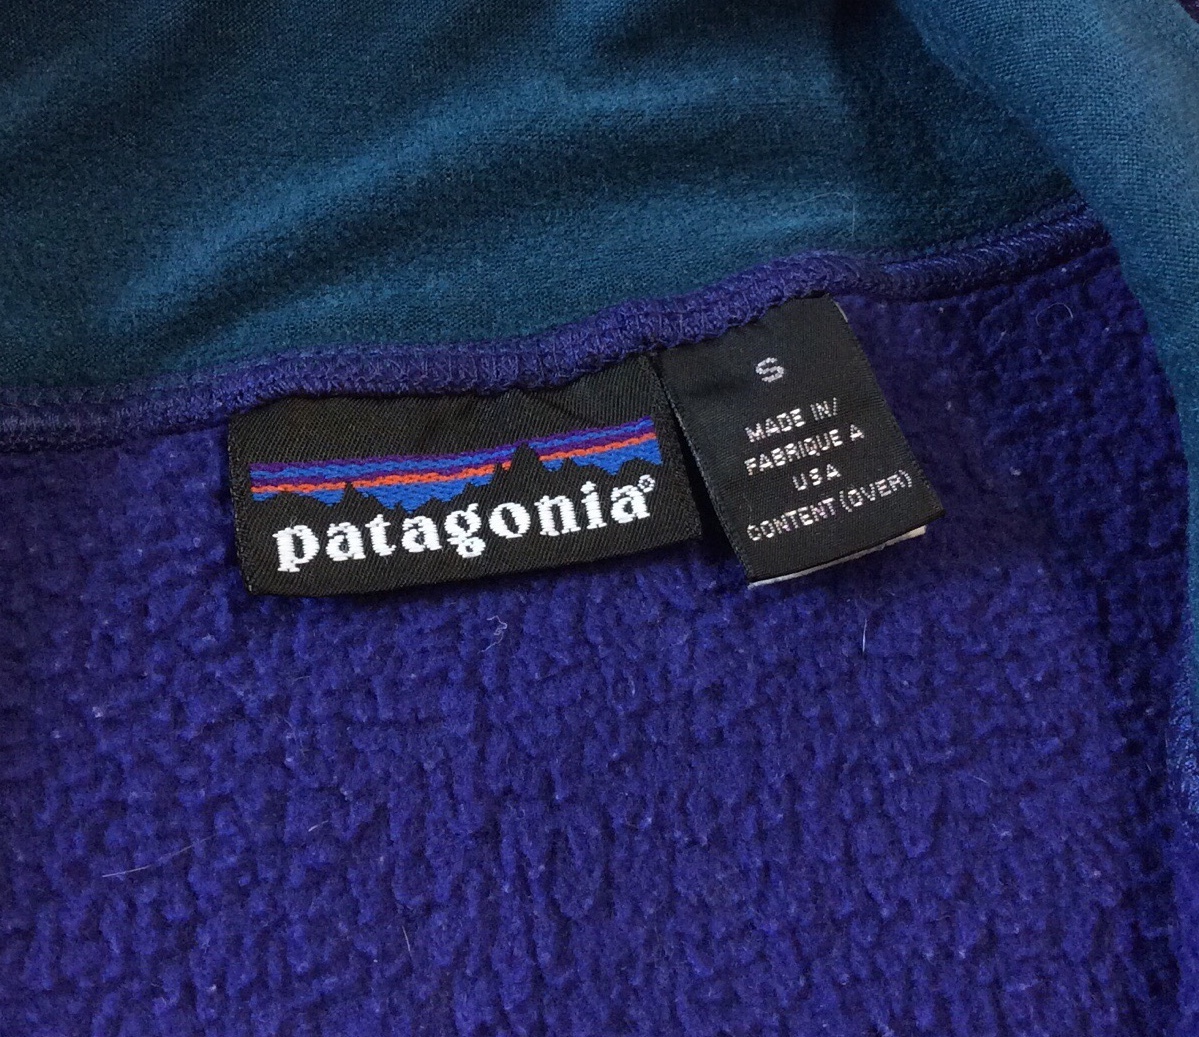 patagonia®
S
MADE IN/
FABRIQUE A
USA
CONTENT (OVER)